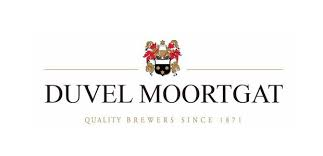 DUVEL MOORTGAT
QUALITY BREWERS SINCE 1871